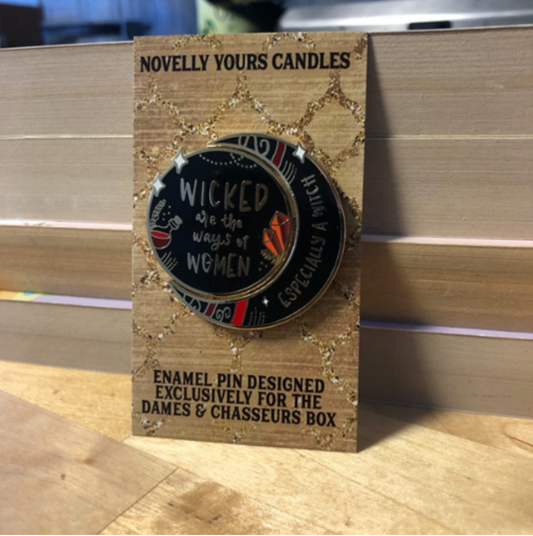 NOVELLY YOURS CANDLES
WICKED
are the
ways of
WOMEN
ESPECIALLY A WITCH
ENAMEL PIN DESIGNED
EXCLUSIVELY FOR THE
DAMES & CHASSEURS BOX